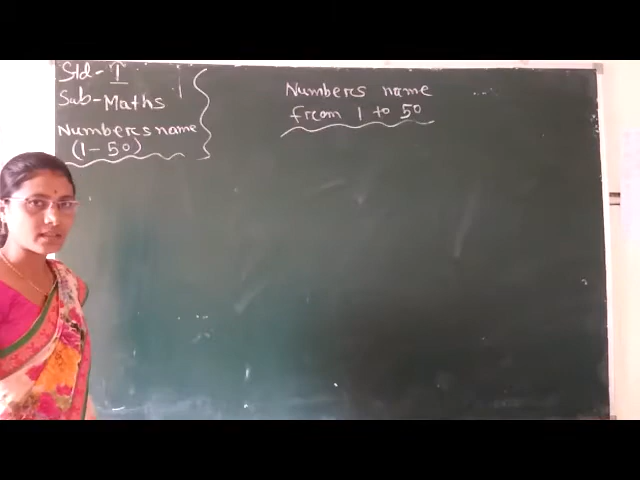 Std - I
Sub - Maths
Numbers name
(1 - 50)
Numbers name
from 1 to 50